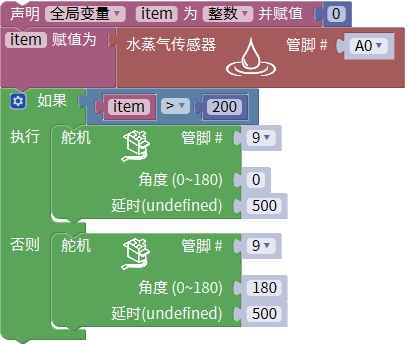 声明 全局变量 item 为 整数 并赋值 0
item 赋值为 水蒸气传感器 管脚 # A0
如果 item > 200
执行 舵机 管脚 # 9
角度 (0~180) 0
延时(undefined) 500
否则 舵机 管脚 # 9
角度 (0~180) 180
延时(undefined) 500